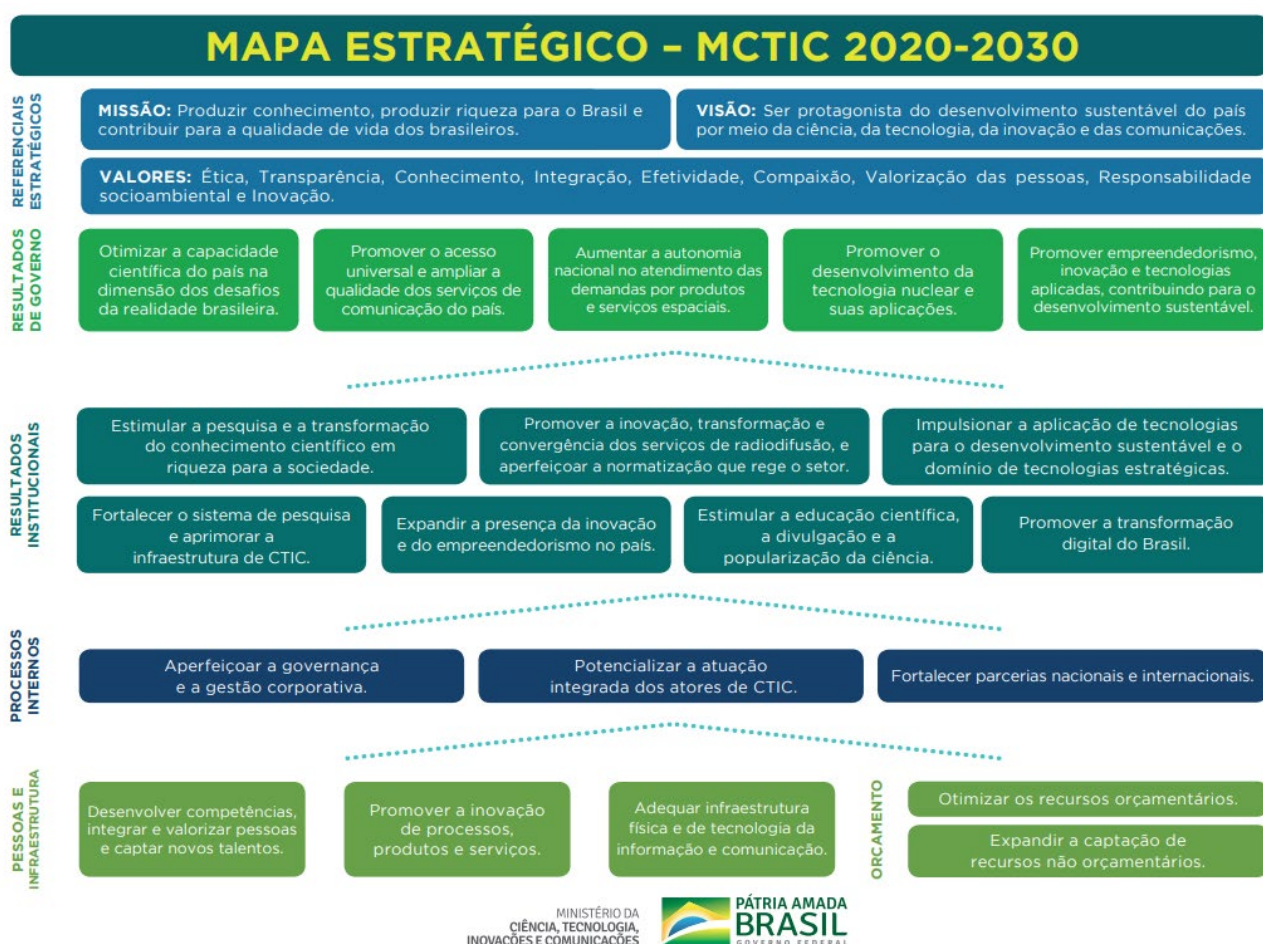 MAPA ESTRATÉGICO – MCTIC 2020-2030
REFERENCIAIS
ESTRATÉGICOS
MISSÃO: Produzir conhecimento, produzir riqueza para o Brasil e
contribuir para a qualidade de vida dos brasileiros.
VISÃO: Ser protagonista do desenvolvimento sustentável do país
por meio da ciência, da tecnologia, da inovação e das comunicações.
VALORES: Ética, Transparência, Conhecimento, Integração, Efetividade, Compaixão, Valorização das pessoas, Responsabilidade
socioambiental e Inovação.
RESULTADOS
DE GOVERNO
Otimizar a capacidade
científica do país na
dimensão dos desafios
da realidade brasileira.
Promover o acesso
universal e ampliar a
qualidade dos serviços de
comunicação do país.
Aumentar a autonomia
nacional no atendimento das
demandas por produtos
e serviços espaciais.
Promover o
desenvolvimento da
tecnologia nuclear e
suas aplicações.
Promover empreendedorismo,
inovação e tecnologias
aplicadas, contribuindo para o
desenvolvimento sustentável.
RESULTADOS
INSTITUCIONAIS
Estimular a pesquisa e a transformação
do conhecimento científico em
riqueza para a sociedade.
Promover a inovação, transformação e
convergência dos serviços de radiodifusão, e
aperfeiçoar a normatização que rege o setor.
Impulsionar a aplicação de tecnologias
para o desenvolvimento sustentável e o
domínio de tecnologias estratégicas.
Fortalecer o sistema de pesquisa
e aprimorar a
infraestrutura de CTIC.
Expandir a presença da inovação
e do empreendedorismo no país.
Estimular a educação científica,
a divulgação e a
popularização da ciência.
Promover a transformação
digital do Brasil.
PROCESSOS
INTERNOS
Aperfeiçoar a governança
e a gestão corporativa.
Potencializar a atuação
integrada dos atores de CTIC.
Fortalecer parcerias nacionais e internacionais.
PESSOAS E
INFRAESTRUTURA
Desenvolver competências,
integrar e valorizar pessoas
e captar novos talentos.
Promover a inovação
de processos,
produtos e serviços.
Adequar infraestrutura
física e de tecnologia da
informação e comunicação.
ORÇAMENTO
Otimizar os recursos orçamentários.
Expandir a captação de
recursos não orçamentários.
MINISTÉRIO DA
CIÊNCIA, TECNOLOGIA,
INOVAÇÕES E COMUNICAÇÕES
PÁTRIA AMADA
BRASIL
GOVERNO FEDERAL